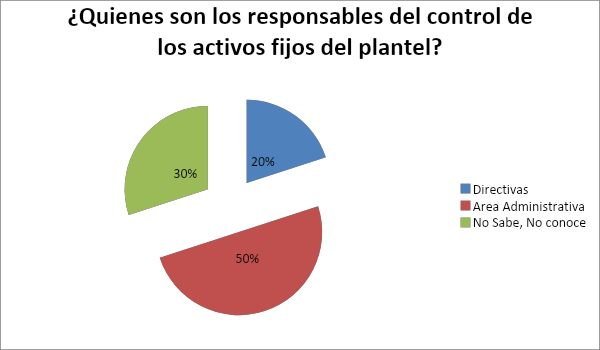 ¿Quienes son los responsables del control de
los activos fijos del plantel?
20%
30%
50%
Directivas
Area Administrativa
No Sabe, No conoce